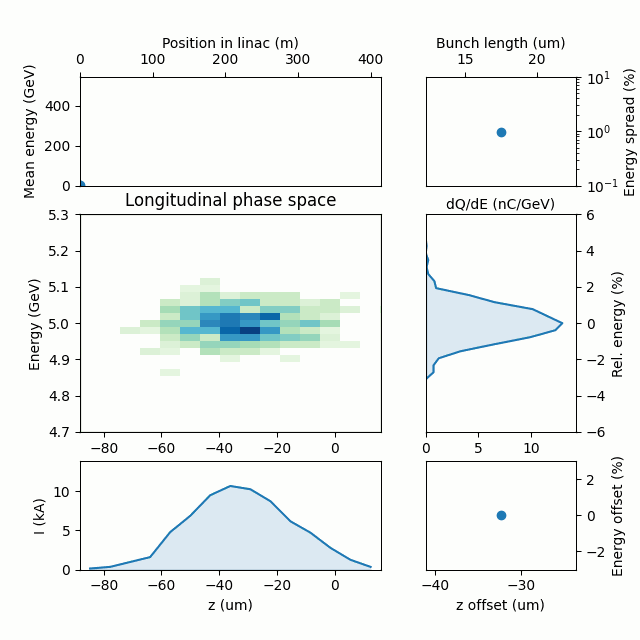 Position in linac (m)
0 100 200 300 400
Mean energy (GeV)
400
200
0
Bunch length (um)
15 20
Energy spread (%)
10¹
10⁰
10⁻¹
Longitudinal phase space
Energy (GeV)
5.3
5.2
5.1
5.0
4.9
4.8
4.7
−80 −60 −40 −20 0
dQ/dE (nC/GeV)
Rel. energy (%)
6
4
2
0
−2
−4
−6
0 5 10
I (kA)
10
5
0
−80 −60 −40 −20 0
z (um)
Energy offset (%)
2
0
−2
−40 −30
z offset (um)